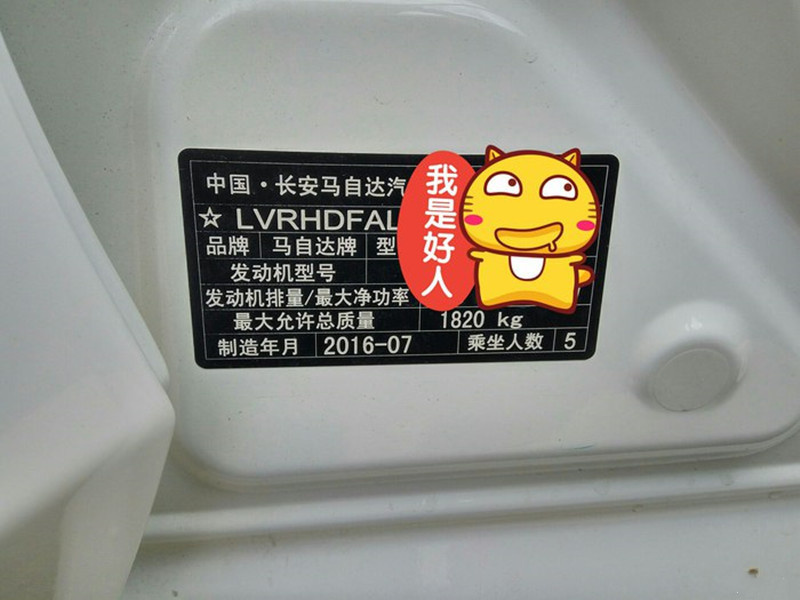 中国·长安马自达汽
☆LVRHDFAL
品牌 马自达牌 型
发动机型号
发动机排量/最大净功率
最大允许总质量 1820 kg
制造年月 2016-07 乘坐人数 5
我是好人